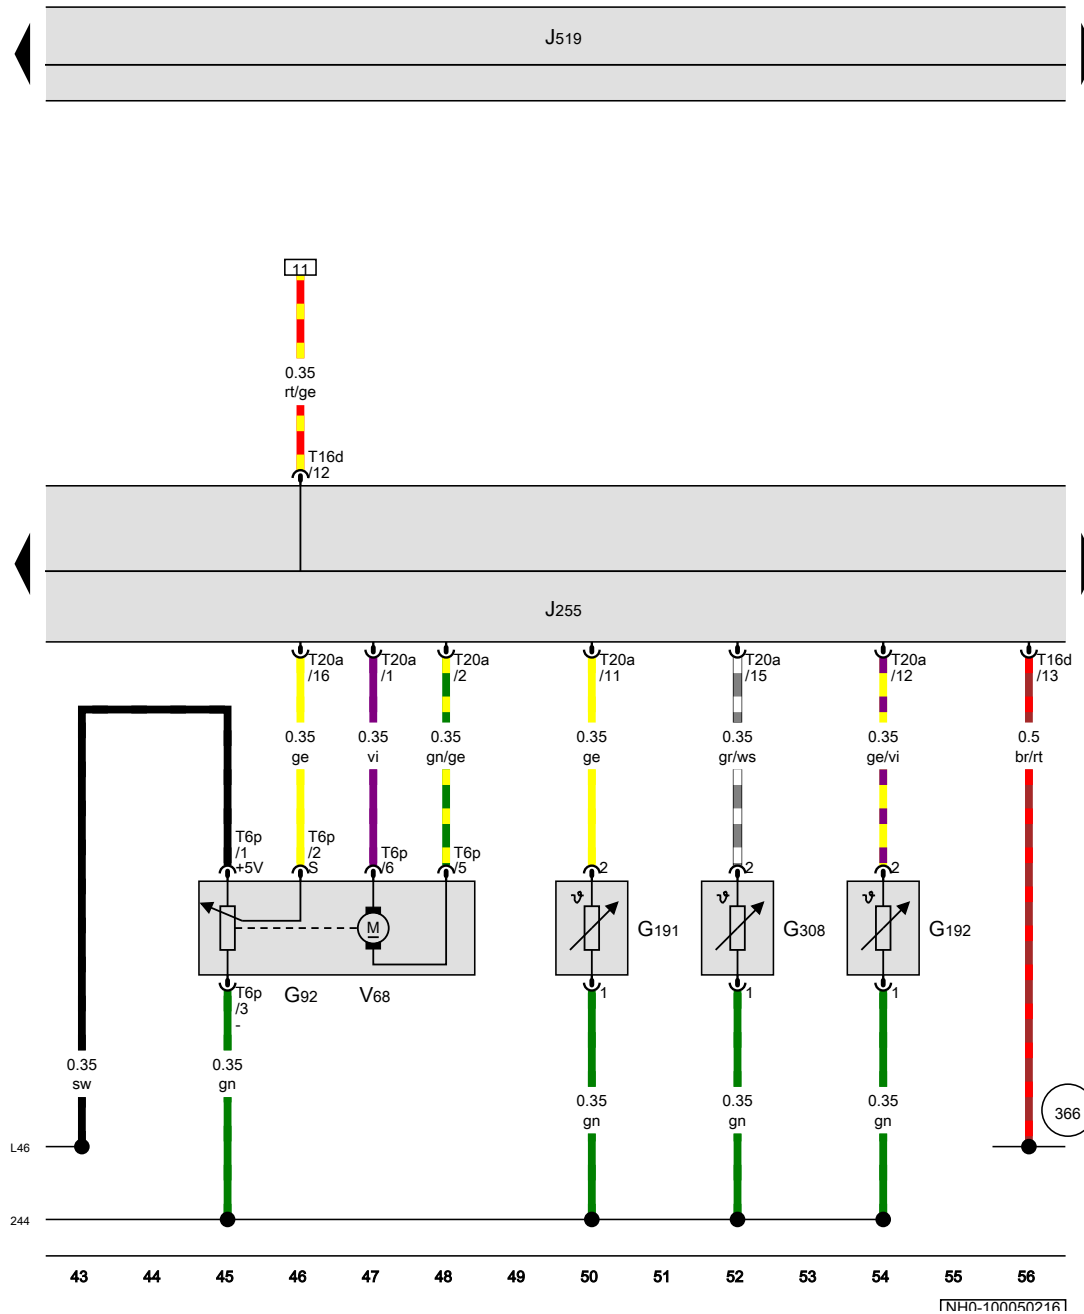 J519
11
0.35
rt/ge
T16d
/12
J255
T20a
/16
T20a
/1
T20a
/2
T20a
/11
T20a
/15
T20a
/12
T16d
/13
0.35
ge
0.35
vi
0.35
gn/ge
0.35
ge
0.35
gr/ws
0.35
ge/vi
0.5
br/rt
T6p
/1
+5V
T6p
/2
S
T6p
/6
T6p
/5
2
2
2
M
G191
G308
G192
T6p
/3
-
G92
V68
1
1
1
0.35
sw
0.35
gn
0.35
gn
0.35
gn
0.35
gn
366
L46
244
43 44 45 46 47 48 49 50 51 52 53 54 55 56
NH0-100050216